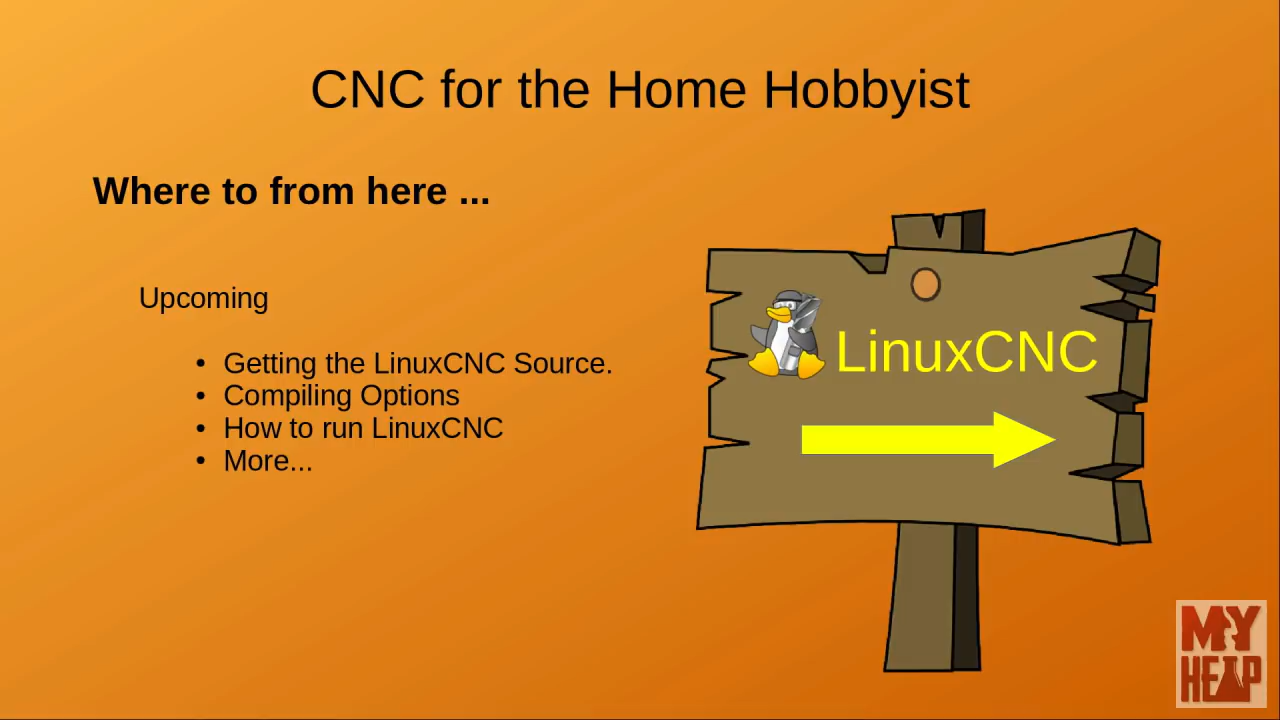 CNC for the Home Hobbyist
Where to from here ...
Upcoming
• Getting the LinuxCNC Source.
• Compiling Options
• How to run LinuxCNC
• More...
LinuxCNC
MY
HEAP